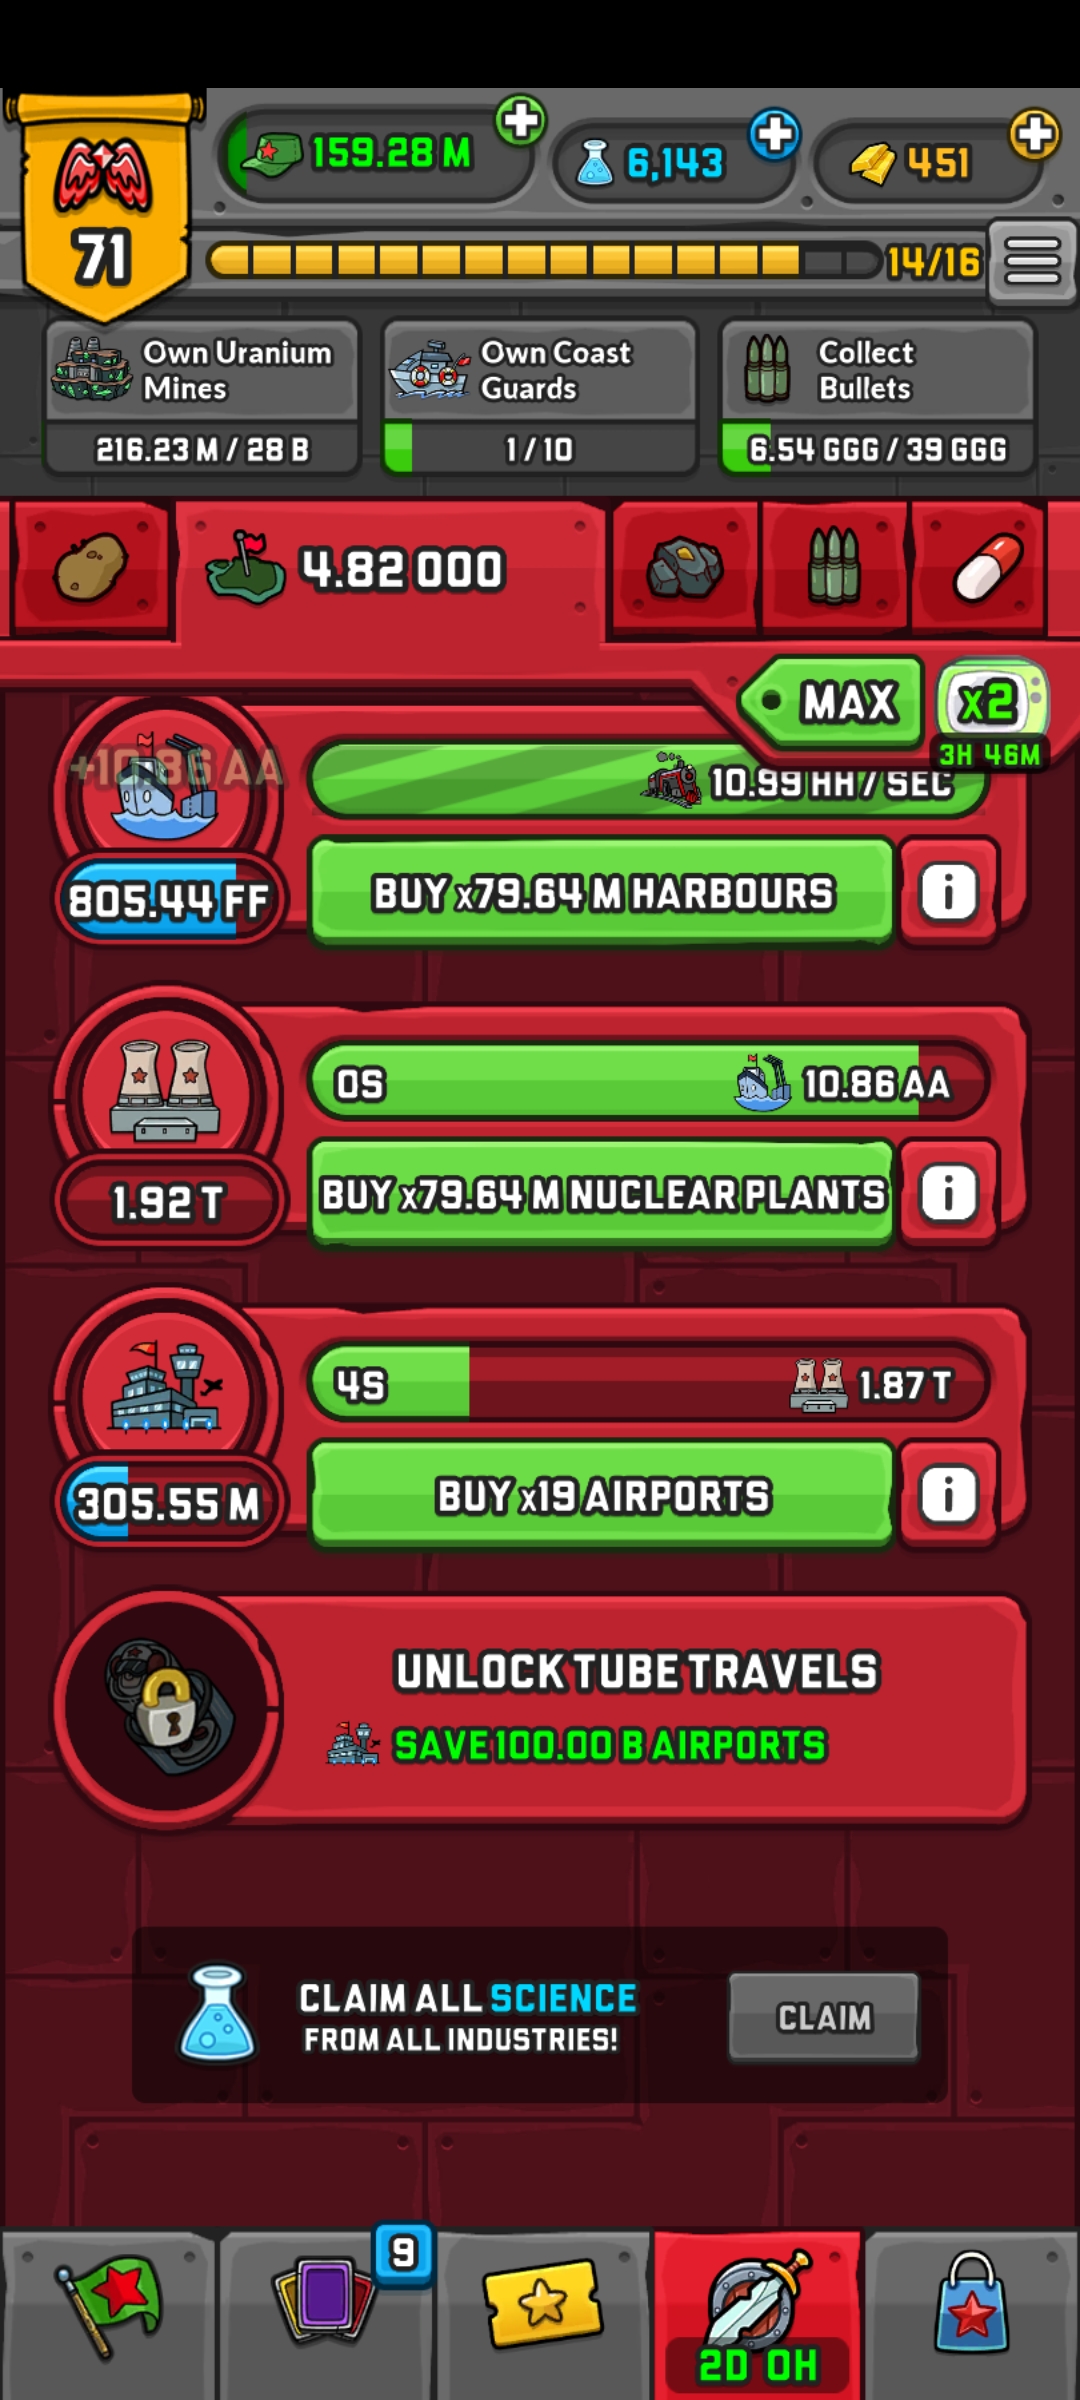 71
159.28 M
6,143
451
14/16
Own Uranium
Mines
216.23 M / 28 B
Own Coast
Guards
1 / 10
Collect
Bullets
6.54 GGG / 39 GGG
4.82 OOO
MAX
x2
3H 46M
+10.86 AA
10.99 HH / SEC
805.44 FF
BUY x79.64 M HARBOURS
i
0S
10.86 AA
1.92 T
BUY x79.64 M NUCLEAR PLANTS
i
4S
1.87 T
305.55 M
BUY x19 AIRPORTS
i
UNLOCK TUBE TRAVELS
SAVE 100.00 B AIRPORTS
CLAIM ALL SCIENCE
FROM ALL INDUSTRIES!
CLAIM
9
2D 0H